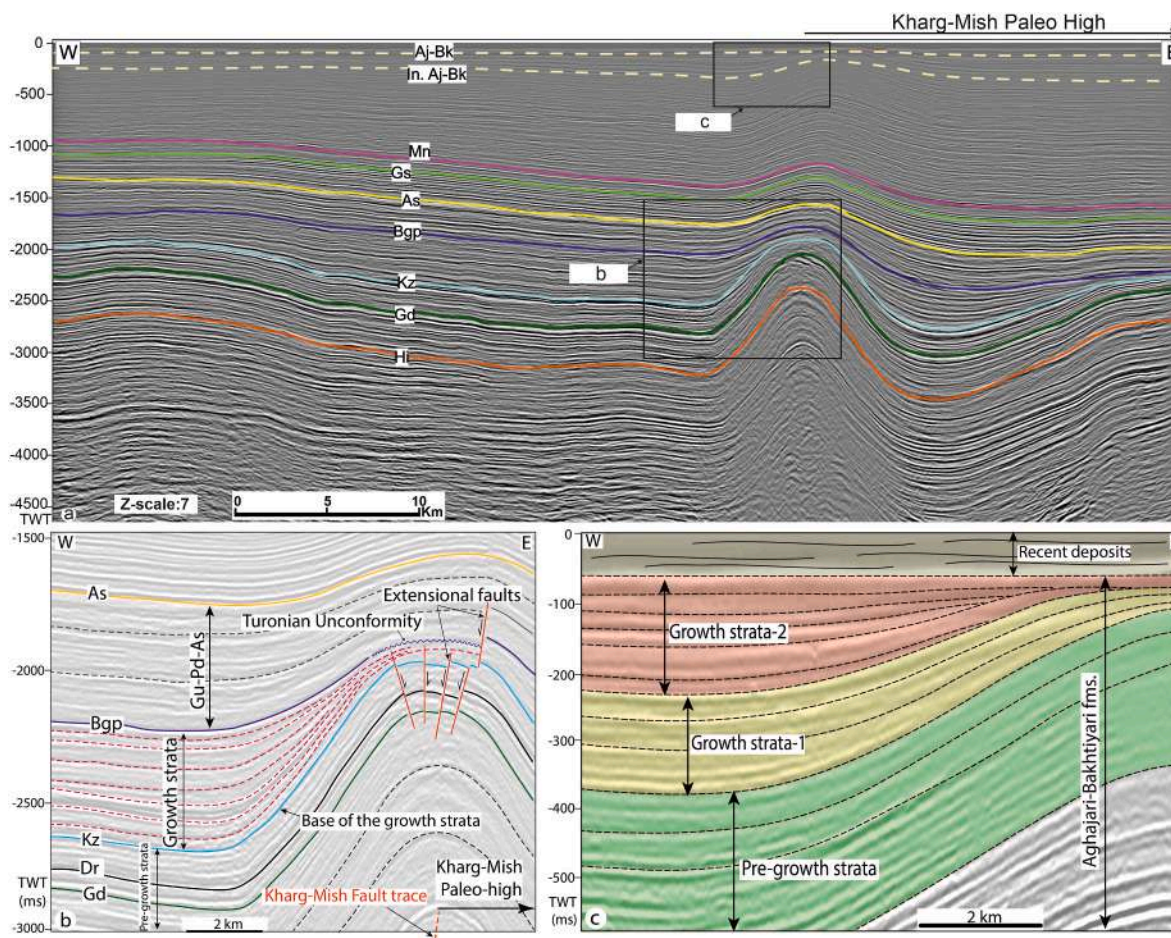 Kharg-Mish Paleo High
0
W
E
Aj-Bk
In. Aj-Bk
-500
c
-1000
Mn
Gs
-1500
As
Bgp
-2000
b
Kz
-2500
Gd
-3000
Hi
-3500
-4000
-4500
TWT
a
Z-scale:7
0
5
10
Km
-1500
W
E
As
Extensional faults
Turonian Unconformity
Gu-Pd-As
-2000
Bgp
Growth strata
-2500
Base of the growth strata
Kz
Pre-growth strata
Dr
TWT
(ms)
Gd
Kharg-Mish
Paleo-high
Kharg-Mish Fault trace
b
2 km
-3000
0
W
Recent deposits
-100
Growth strata-2
-200
Growth strata-1
-300
Aghajari-Bakhtiyari fms.
-400
Pre-growth strata
-500
TWT
(ms)
c
2 km